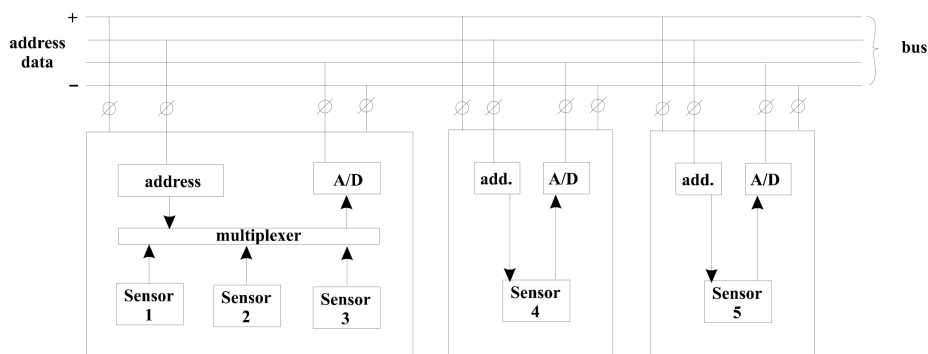 +
address
data
−
bus
address
A/D
add.
A/D
add.
A/D
multiplexer
Sensor
1
Sensor
2
Sensor
3
Sensor
4
Sensor
5